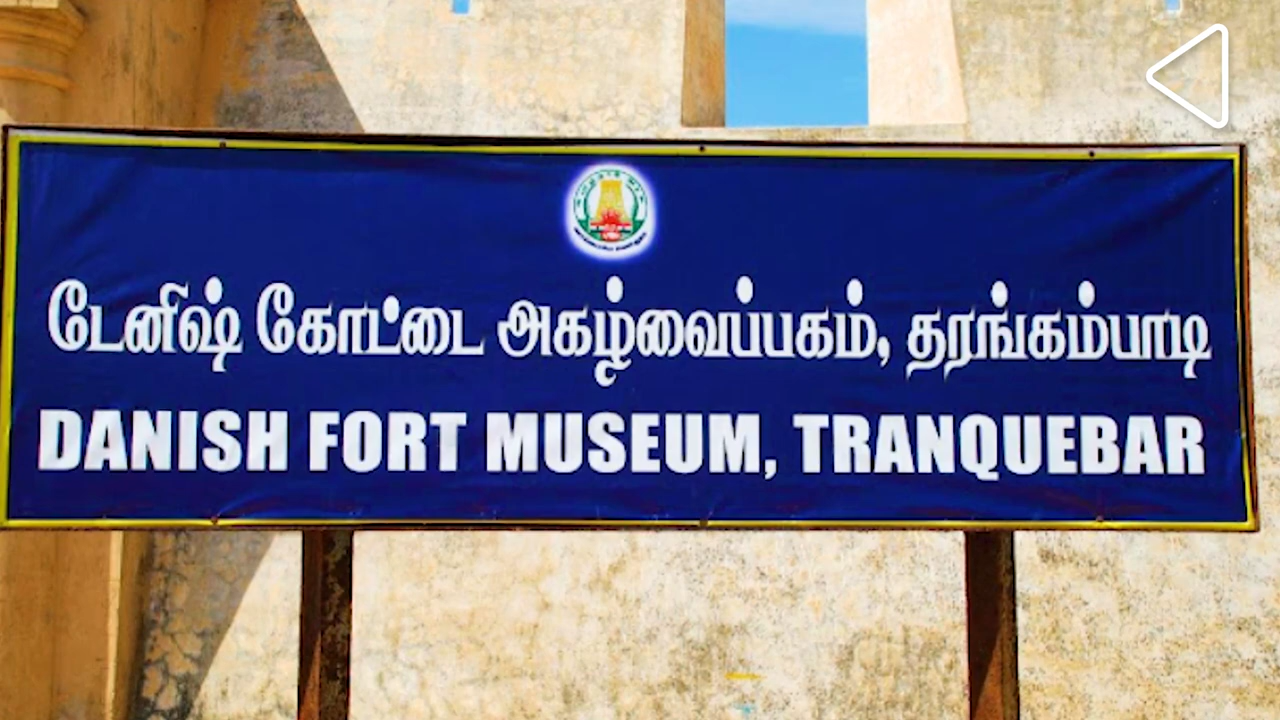 டேனிஷ் கோட்டை அகழ்வைப்பகம், தரங்கம்பாடி
DANISH FORT MUSEUM, TRANQUEBAR